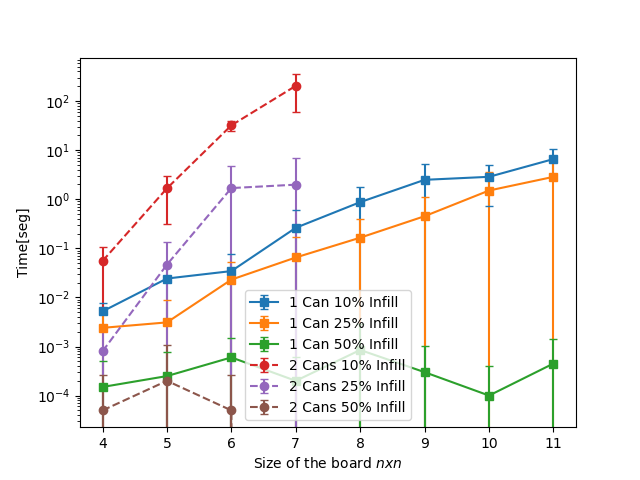 10²
10¹
10⁰
10⁻¹
10⁻²
10⁻³
10⁻⁴
Time[seg]
1 Can 10% Infill
1 Can 25% Infill
1 Can 50% Infill
2 Cans 10% Infill
2 Cans 25% Infill
2 Cans 50% Infill
4 5 6 7 8 9 10 11
Size of the board nxn